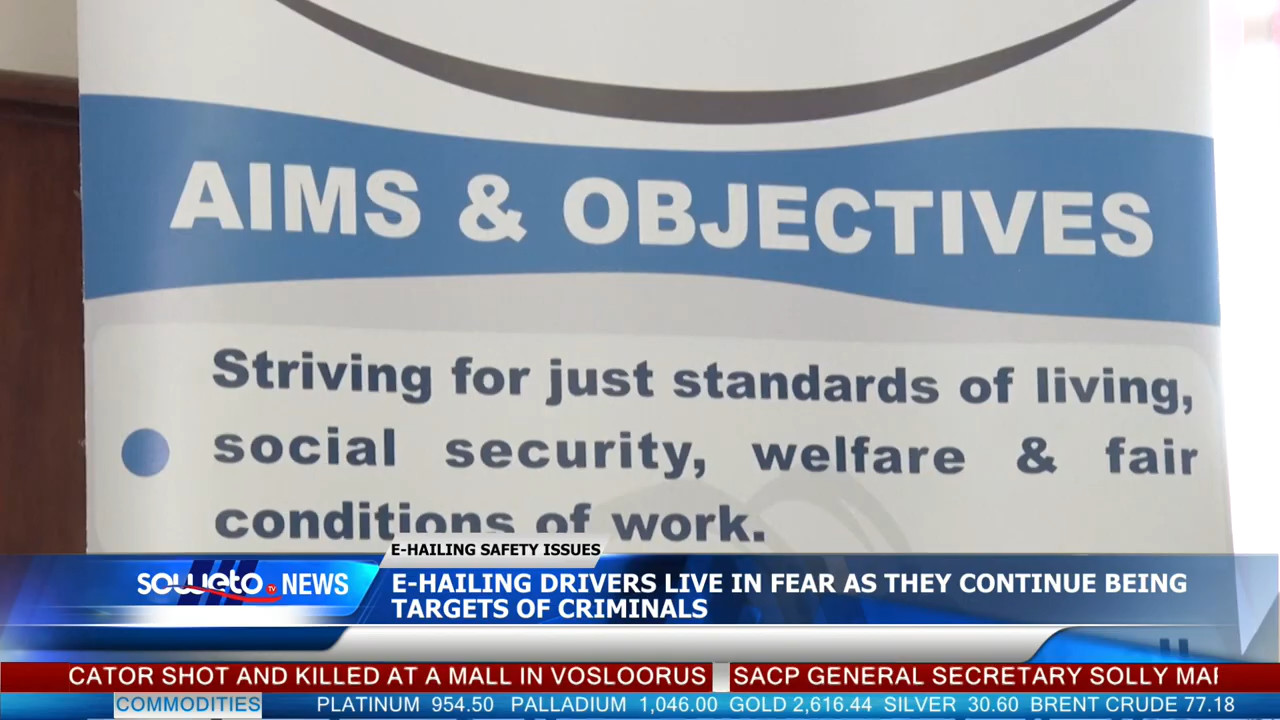 AIMS & OBJECTIVES
Striving for just standards of living,
social security, welfare & fair
conditions of work.
E-HAILING SAFETY ISSUES
soweto TV NEWS
E-HAILING DRIVERS LIVE IN FEAR AS THEY CONTINUE BEING
TARGETS OF CRIMINALS
CATOR SHOT AND KILLED AT A MALL IN VOSLOORUS SACP GENERAL SECRETARY SOLLY
COMMODITIES PLATINUM 954.50 PALLADIUM 1,046.00 GOLD 2,616.44 SILVER 30.60 BRENT CRUDE 77.18